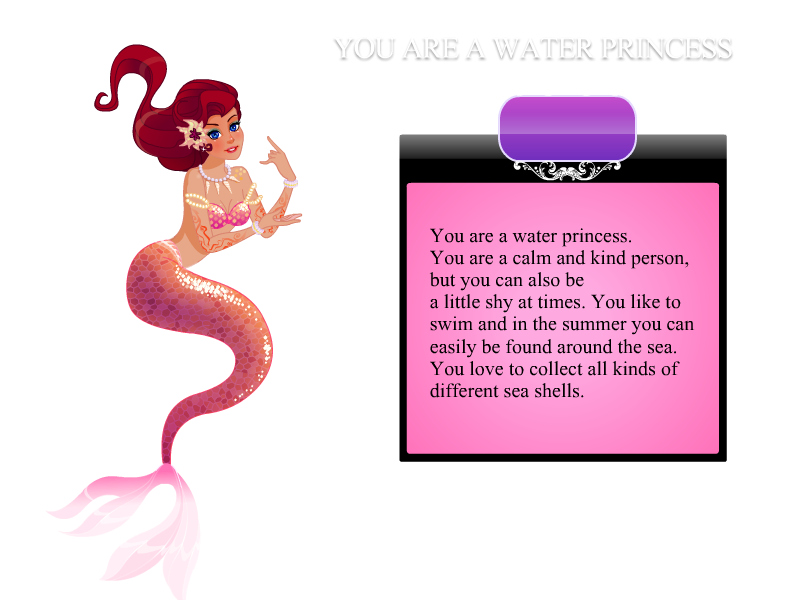 YOU ARE A WATER PRINCESS
You are a water princess.
You are a calm and kind person,
but you can also be
a little shy at times. You like to
swim and in the summer you can
easily be found around the sea.
You love to collect all kinds of
different sea shells.